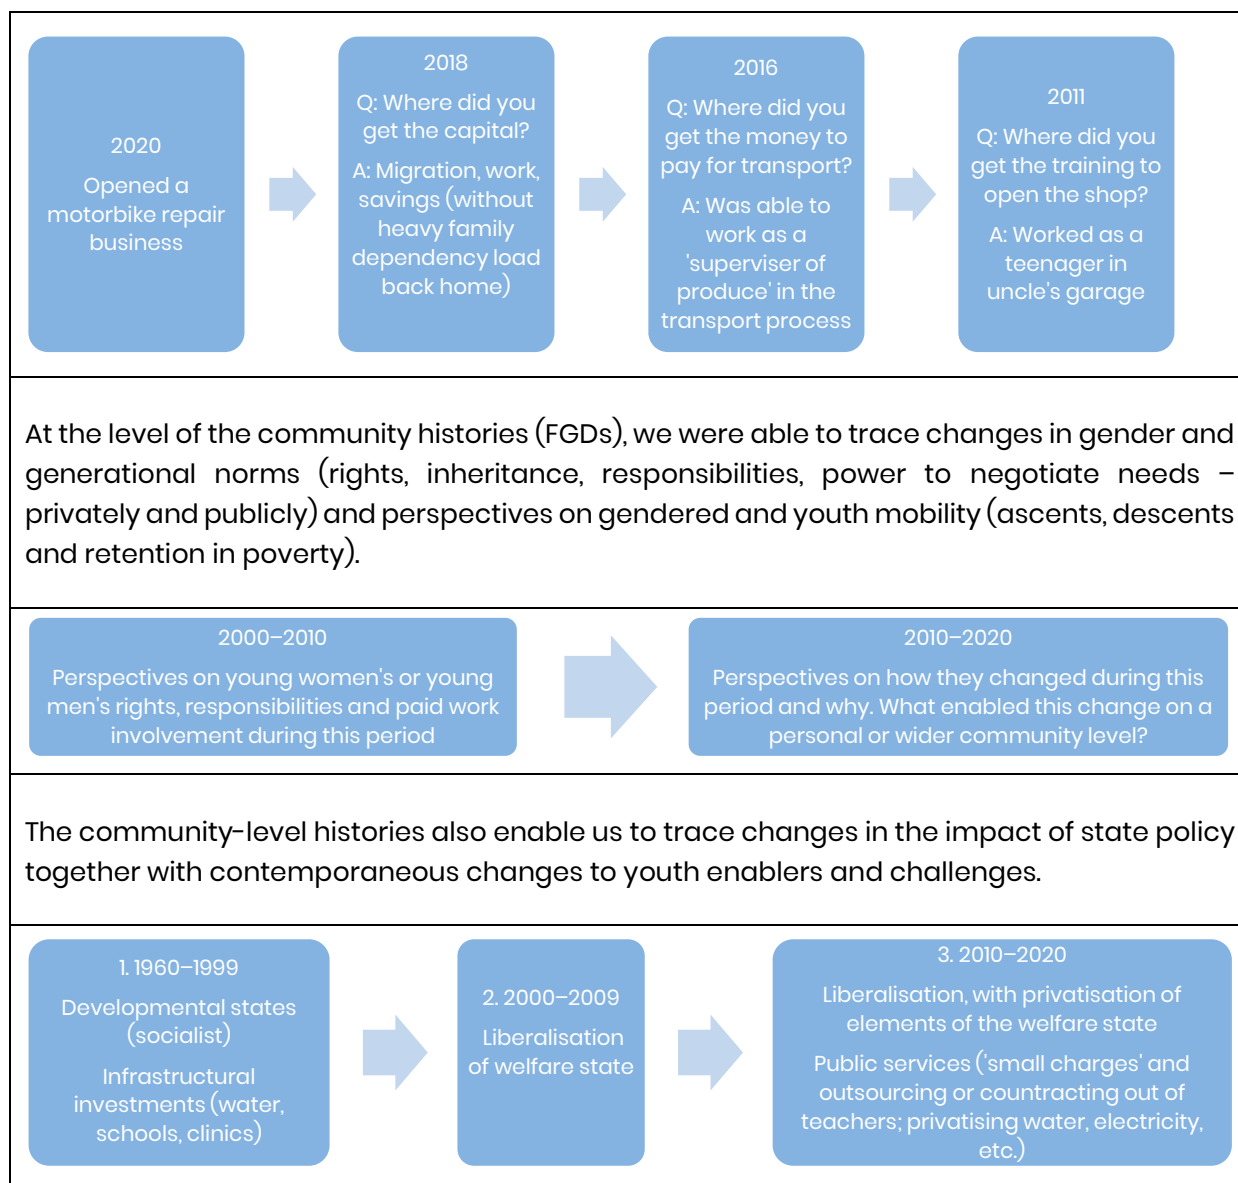 2020
Opened a
motorbike repair
business
2018
Q: Where did you
get the capital?
A: Migration, work,
savings (without
heavy family
dependency load
back home)
2016
Q: Where did you
get the money to
pay for transport?
A: Was able to
work as a
'superviser of
produce' in the
transport process
2011
Q: Where did you
get the training to
open the shop?
A: Worked as a
teenager in
uncle's garage
At the level of the community histories (FGDs), we were able to trace changes in gender and
generational norms (rights, inheritance, responsibilities, power to negotiate needs –
privately and publicly) and perspectives on gendered and youth mobility (ascents, descents
and retention in poverty).
2000–2010
Perspectives on young women's or young
men's rights, responsibilities and paid work
involvement during this period
2010–2020
Perspectives on how they changed during this
period and why. What enabled this change on a
personal or wider community level?
The community-level histories also enable us to trace changes in the impact of state policy
together with contemporaneous changes to youth enablers and challenges.
1. 1960–1999
Developmental states
(socialist)
Infrastructural
investments (water,
schools, clinics)
2. 2000–2009
Liberalisation
of welfare state
3. 2010–2020
Liberalisation, with privatisation of
elements of the welfare state
Public services ('small charges' and
outsourcing or countracting out of
teachers; privatising water, electricity,
etc.)